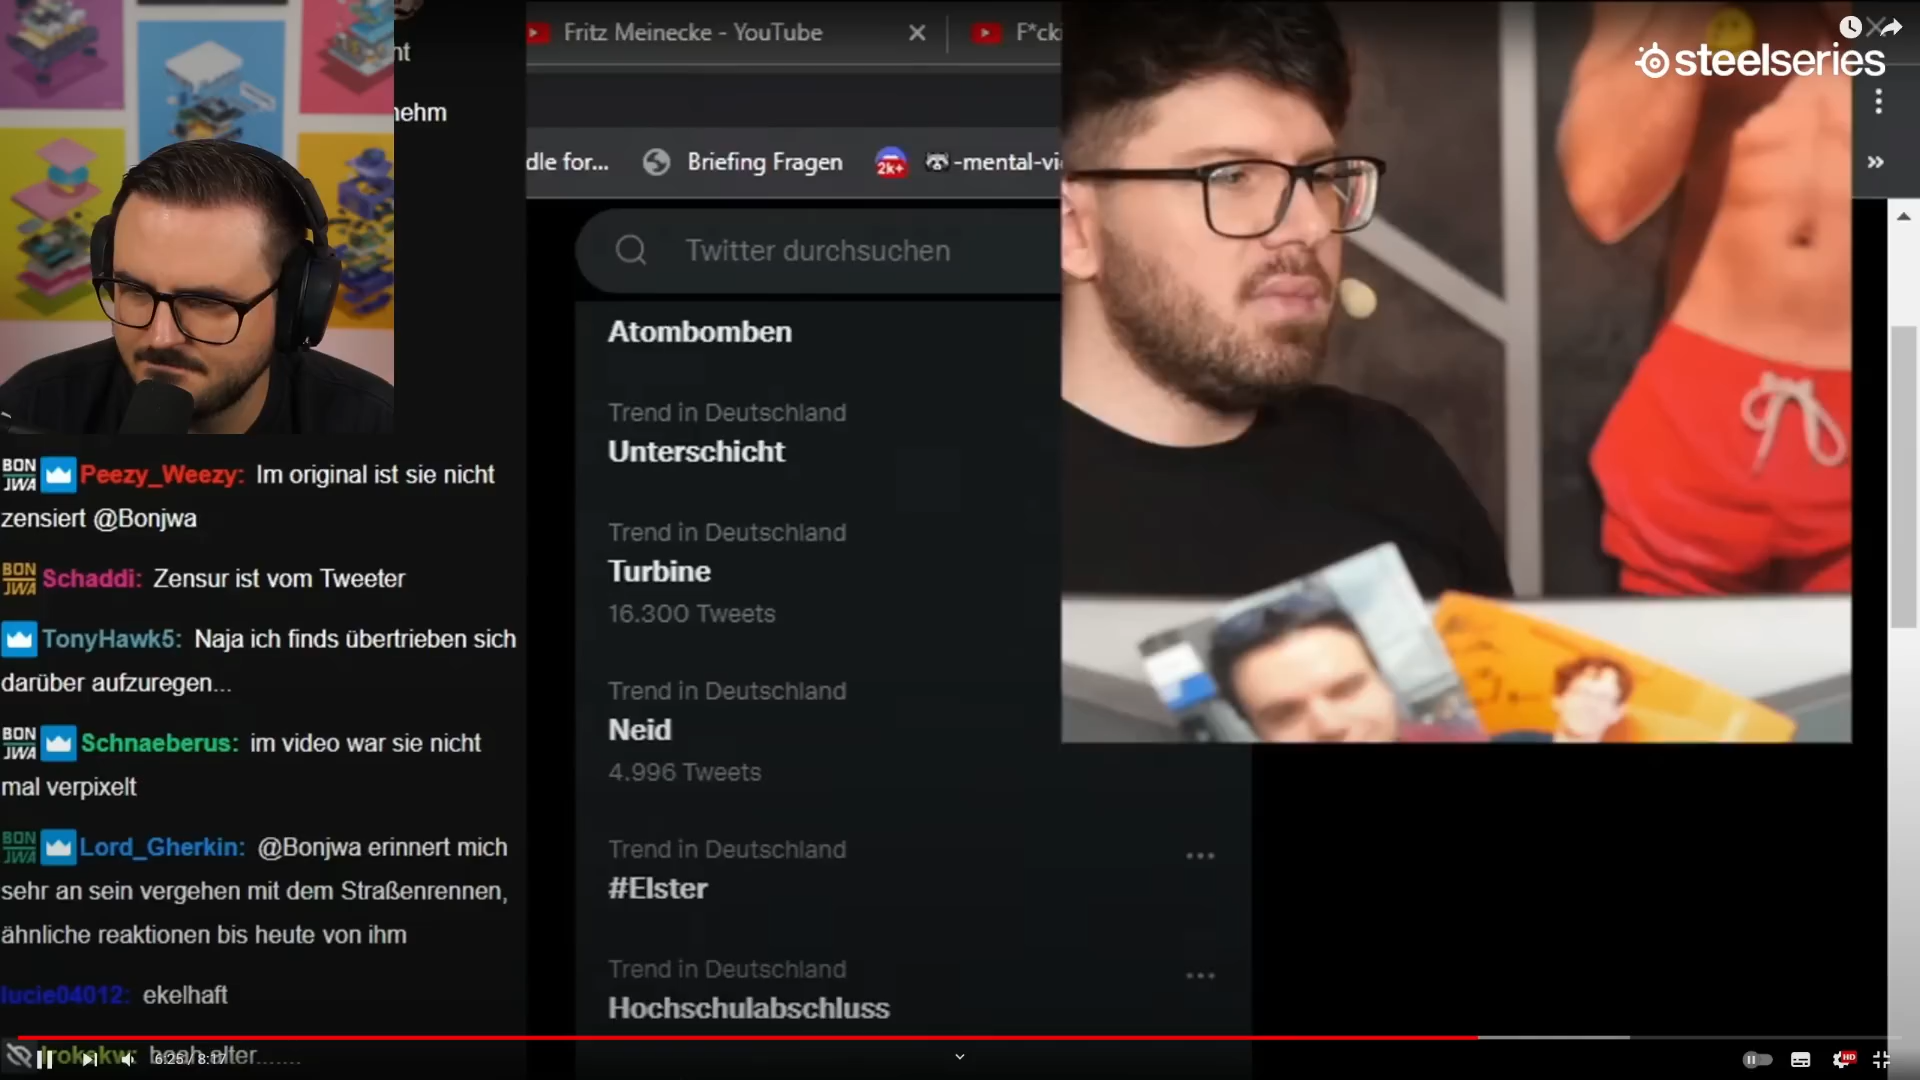 nt
nehm
BON
JWA
Peezy_Weezy: Im original ist sie nicht
zensiert @Bonjwa
BON
JWA
Schaddi: Zensur ist vom Tweeter
TonyHawk5: Naja ich finds übertrieben sich
darüber aufzuregen...
BON
JWA
Schnaeberus: im video war sie nicht
mal verpixelt
BON
JWA
Lord_Gherkin: @Bonjwa erinnert mich
sehr an sein vergehen mit dem Straßenrennen,
ähnliche reaktionen bis heute von ihm
lucie04012: ekelhaft
6:25 / 8:17
Fritz Meinecke - YouTube
F*ck
dle for...
Briefing Fragen
2k+
-mental-vi
Twitter durchsuchen
Atombomben
Trend in Deutschland
Unterschicht
Trend in Deutschland
Turbine
16.300 Tweets
Trend in Deutschland
Neid
4.996 Tweets
Trend in Deutschland
#Elster
Trend in Deutschland
Hochschulabschluss
steelseries
HD